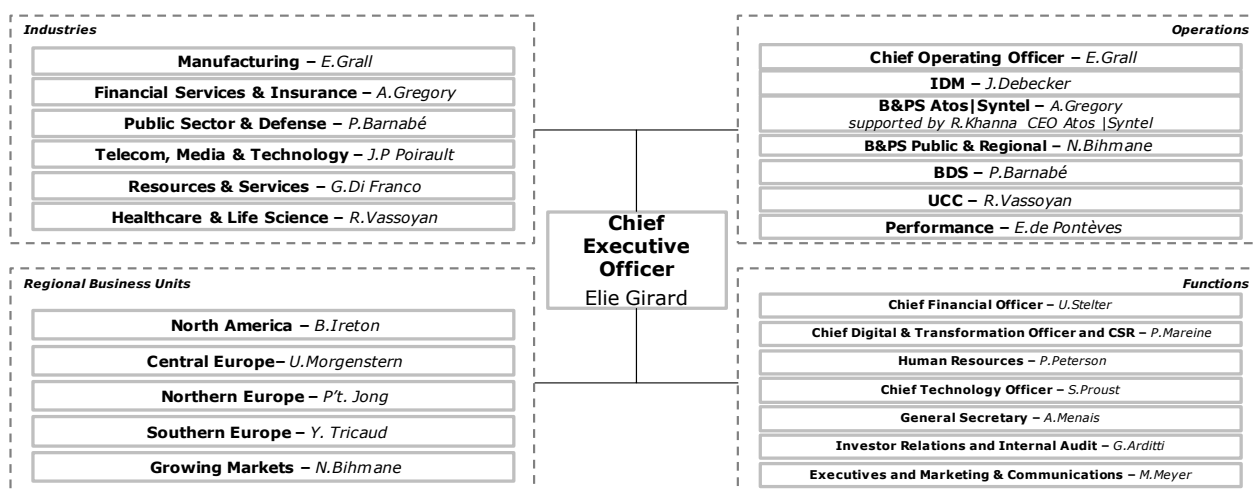 Industries
Manufacturing – E.Grall
Financial Services & Insurance – A.Gregory
Public Sector & Defense – P.Barnabé
Telecom, Media & Technology – J.P Poirault
Resources & Services – G.Di Franco
Healthcare & Life Science – R.Vassoyan
Operations
Chief Operating Officer – E.Grall
IDM – J.Debecker
B&PS Atos|Syntel – A.Gregory
supported by R.Khanna CEO Atos |Syntel
B&PS Public & Regional – N.Bihmane
BDS – P.Barnabé
UCC – R.Vassoyan
Performance – E.de Pontèves
Chief
Executive
Officer
Elie Girard
Regional Business Units
North America – B.Ireton
Central Europe– U.Morgenstern
Northern Europe – P’t. Jong
Southern Europe – Y. Tricaud
Growing Markets – N.Bihmane
Functions
Chief Financial Officer – U.Stelter
Chief Digital & Transformation Officer and CSR – P.Mareine
Human Resources – P.Peterson
Chief Technology Officer – S.Proust
General Secretary – A.Menais
Investor Relations and Internal Audit – G.Arditti
Executives and Marketing & Communications – M.Meyer